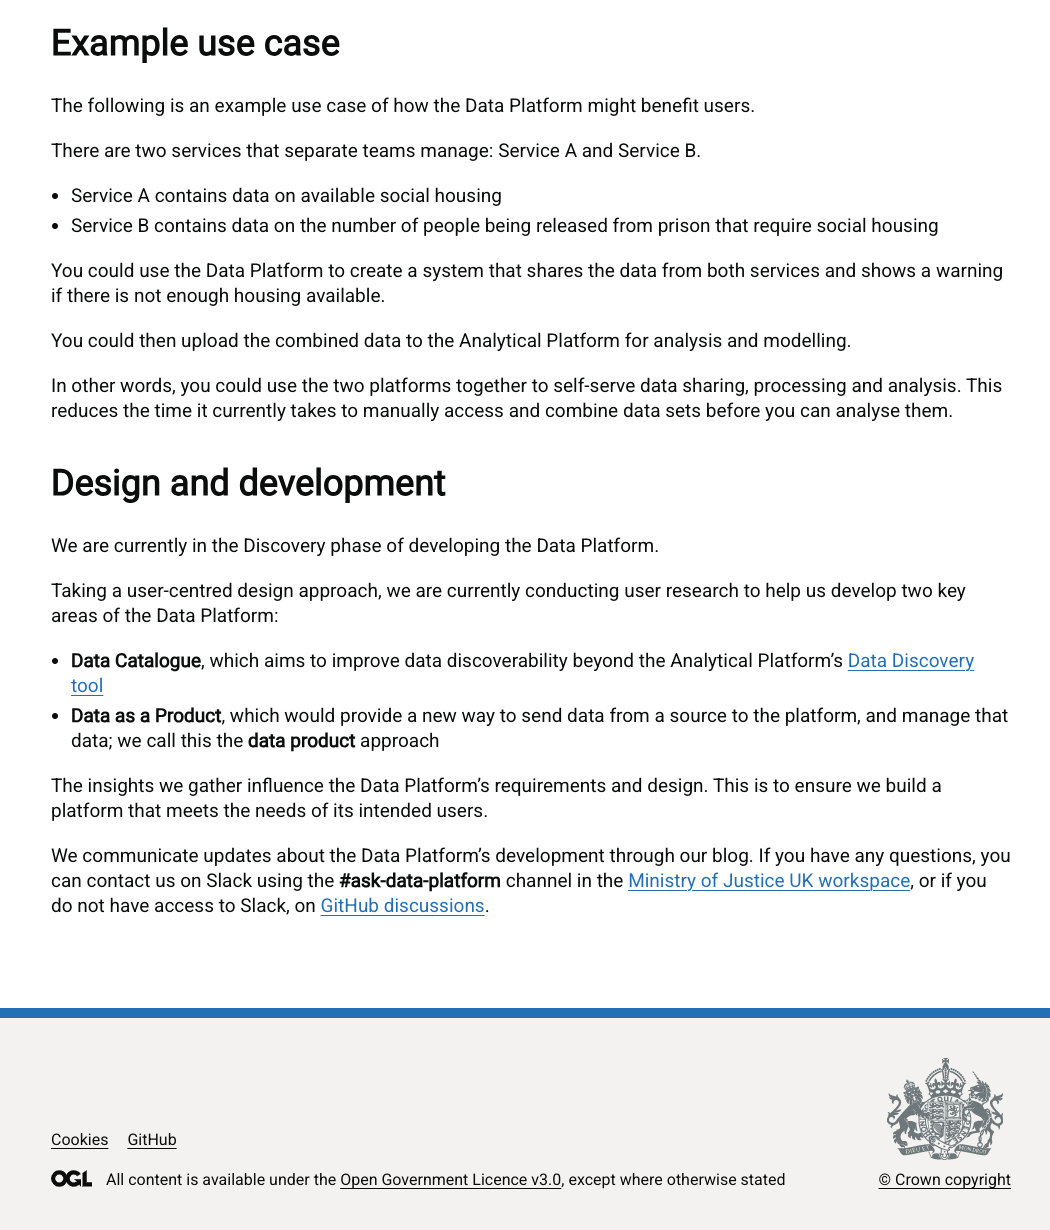 Example use case
The following is an example use case of how the Data Platform might benefit users.
There are two services that separate teams manage: Service A and Service B.
• Service A contains data on available social housing
• Service B contains data on the number of people being released from prison that require social housing
You could use the Data Platform to create a system that shares the data from both services and shows a warning
if there is not enough housing available.
You could then upload the combined data to the Analytical Platform for analysis and modelling.
In other words, you could use the two platforms together to self-serve data sharing, processing and analysis. This
reduces the time it currently takes to manually access and combine data sets before you can analyse them.
Design and development
We are currently in the Discovery phase of developing the Data Platform.
Taking a user-centred design approach, we are currently conducting user research to help us develop two key
areas of the Data Platform:
• Data Catalogue, which aims to improve data discoverability beyond the Analytical Platform’s Data Discovery
tool
• Data as a Product, which would provide a new way to send data from a source to the platform, and manage that
data; we call this the data product approach
The insights we gather influence the Data Platform’s requirements and design. This is to ensure we build a
platform that meets the needs of its intended users.
We communicate updates about the Data Platform’s development through our blog. If you have any questions, you
can contact us on Slack using the #ask-data-platform channel in the Ministry of Justice UK workspace, or if you
do not have access to Slack, on GitHub discussions.
Cookies GitHub
OGL All content is available under the Open Government Licence v3.0, except where otherwise stated
© Crown copyright